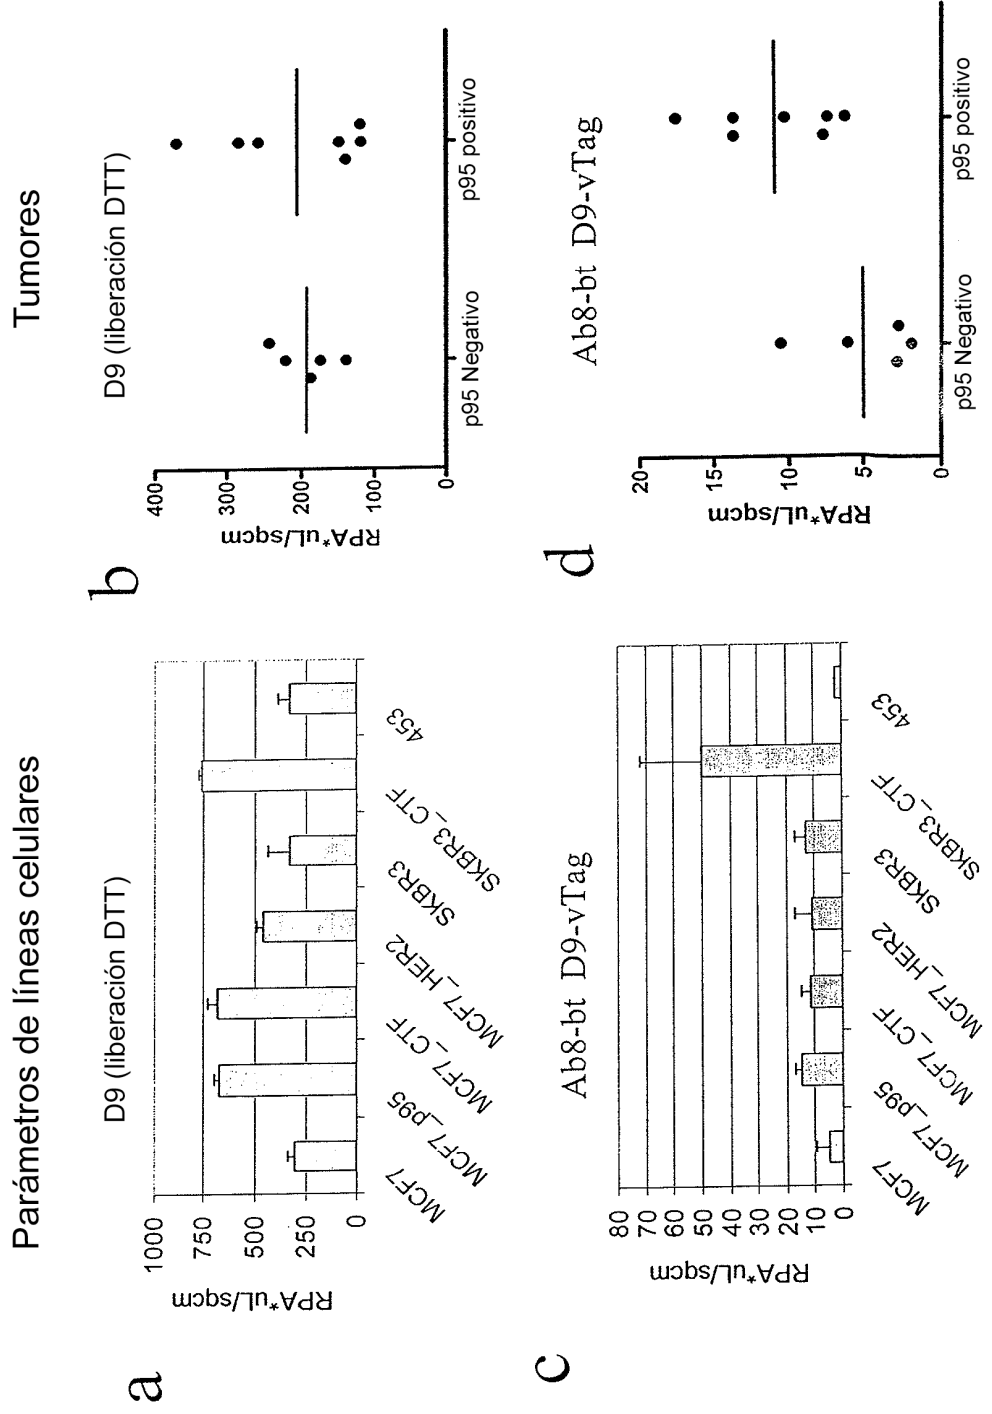 Parámetros de líneas celulares
Tumores
a
D9 (liberación DTT)
RPA*uL/sqcm
1000
750
500
250
0
MCF7
MCF7_p95
MCF7_CTF
MCF7_HER2
SKBR3
SKBR3_CTF
453
b
D9 (liberación DTT)
RPA*uL/sqcm
400
300
200
100
0
p95 Negativo
p95 positivo
c
Ab8-bt D9-vTag
RPA*uL/sqcm
80
70
60
50
40
30
20
10
0
MCF7
MCF7_p95
MCF7_CTF
MCF7_HER2
SKBR3
SKBR3_CTF
453
d
Ab8-bt D9-vTag
RPA*uL/sqcm
20
15
10
5
0
p95 Negativo
p95 positivo